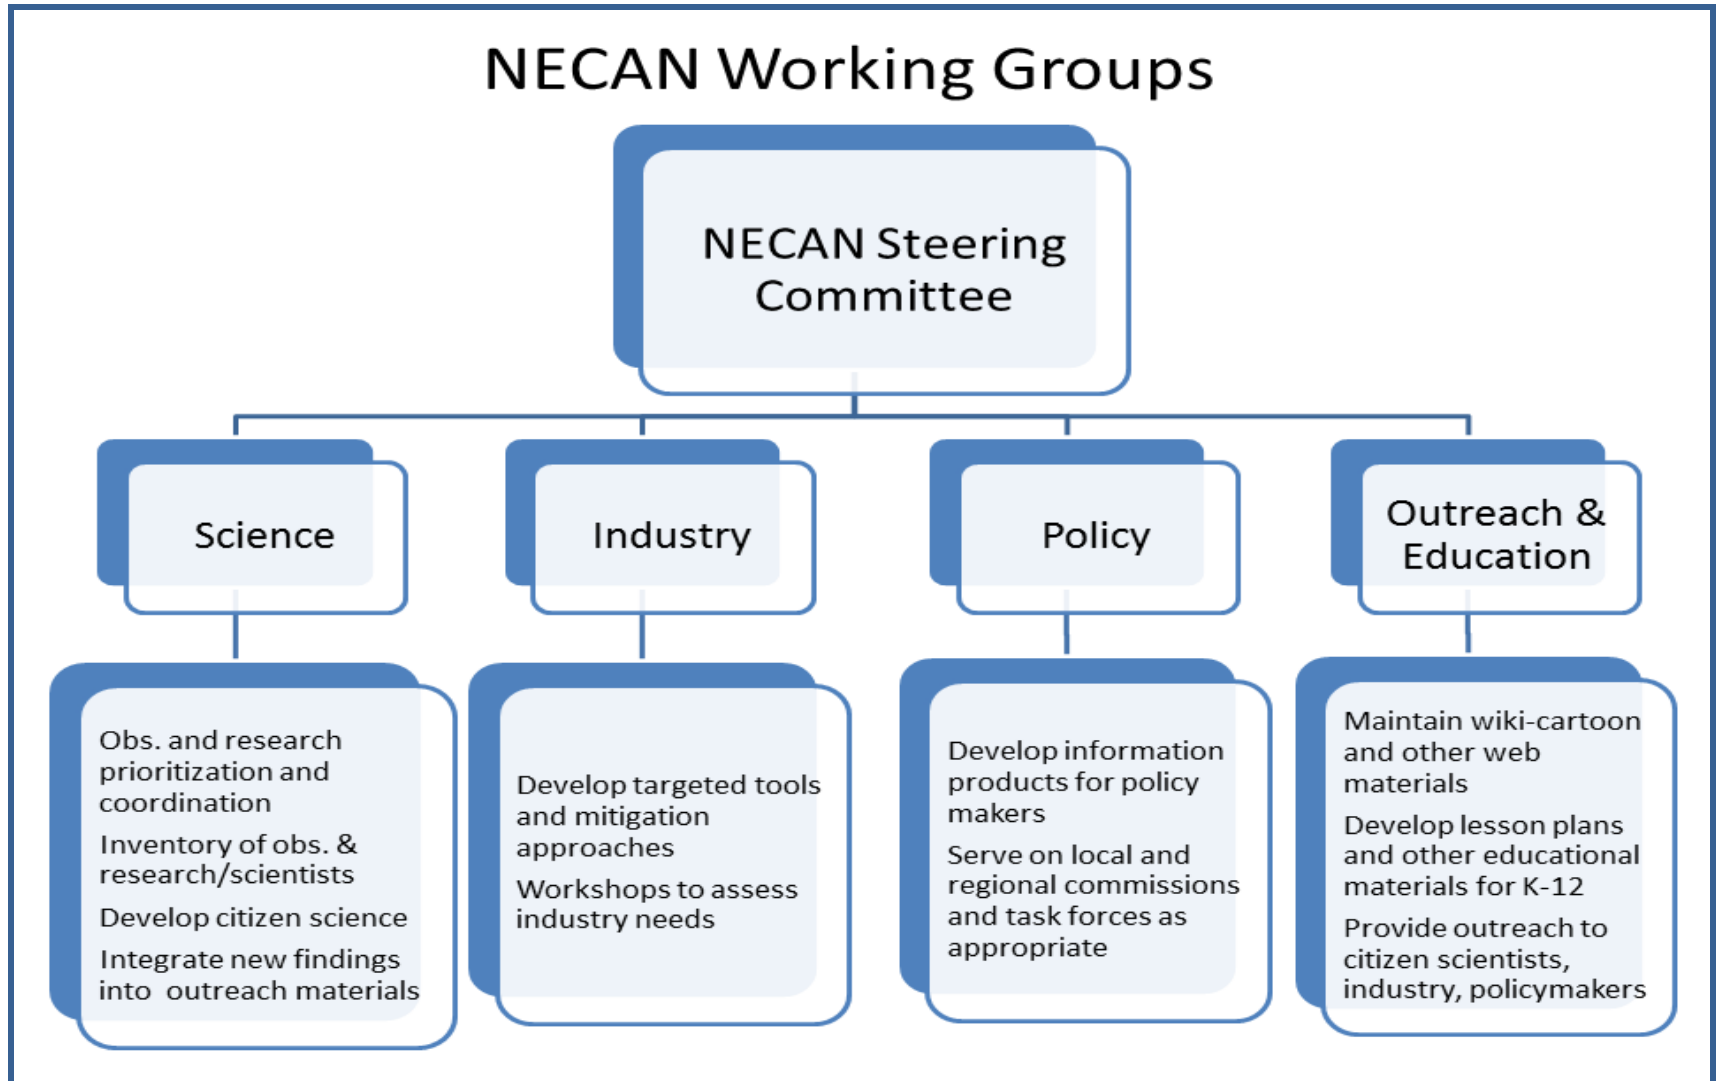 NECAN Working Groups
NECAN Steering
Committee
Science
Industry
Policy
Outreach &
Education
Obs. and research
prioritization and
coordination
Inventory of obs. &
research/scientists
Develop citizen science
Integrate new findings
into outreach materials
Develop targeted tools
and mitigation
approaches
Workshops to assess
industry needs
Develop information
products for policy
makers
Serve on local and
regional commissions
and task forces as
appropriate
Maintain wiki-cartoon
and other web
materials
Develop lesson plans
and other educational
materials for K-12
Provide outreach to
citizen scientists,
industry, policymakers